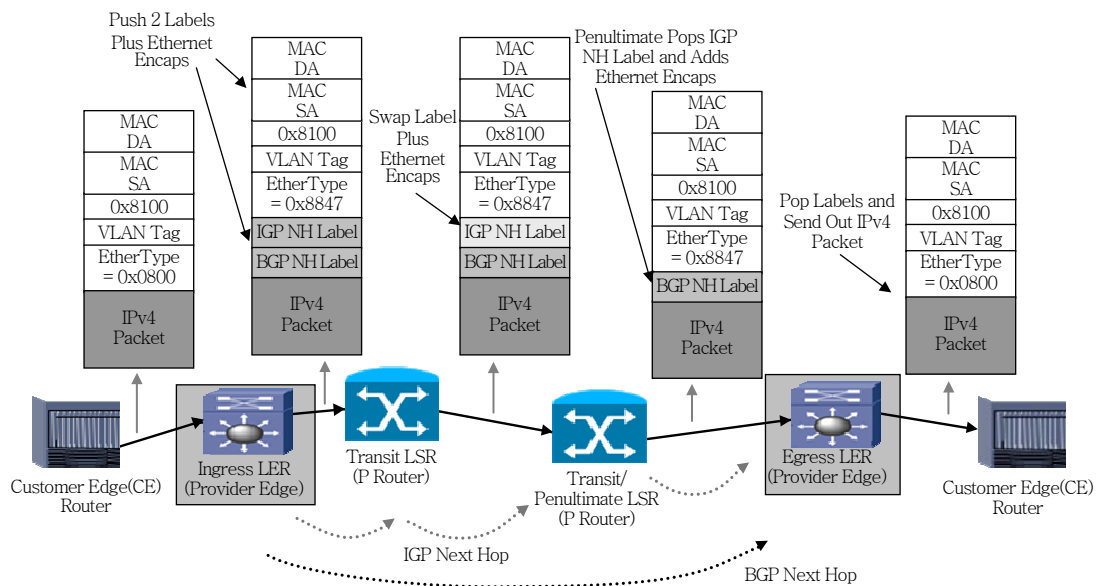 Push 2 Labels
Plus Ethernet
Encaps
MAC
DA
MAC
SA
0x8100
VLAN Tag
EtherType
= 0x0800
IPv4
Packet
MAC
DA
MAC
SA
0x8100
VLAN Tag
EtherType
= 0x8847
IGP NH Label
BGP NH Label
IPv4
Packet
Swap Label
Plus
Ethernet
Encaps
MAC
DA
MAC
SA
0x8100
VLAN Tag
EtherType
= 0x8847
IGP NH Label
BGP NH Label
IPv4
Packet
Penultimate Pops IGP
NH Label and Adds
Ethernet Encaps
MAC
DA
MAC
SA
0x8100
VLAN Tag
EtherType
= 0x8847
BGP NH Label
IPv4
Packet
Pop Labels and
Send Out IPv4
Packet
MAC
DA
MAC
SA
0x8100
VLAN Tag
EtherType
= 0x0800
IPv4
Packet
Customer Edge(CE)
Router
Ingress LER
(Provider Edge)
Transit LSR
(P Router)
Transit/
Penultimate LSR
(P Router)
Egress LER
(Provider Edge)
Customer Edge(CE)
Router
IGP Next Hop
BGP Next Hop